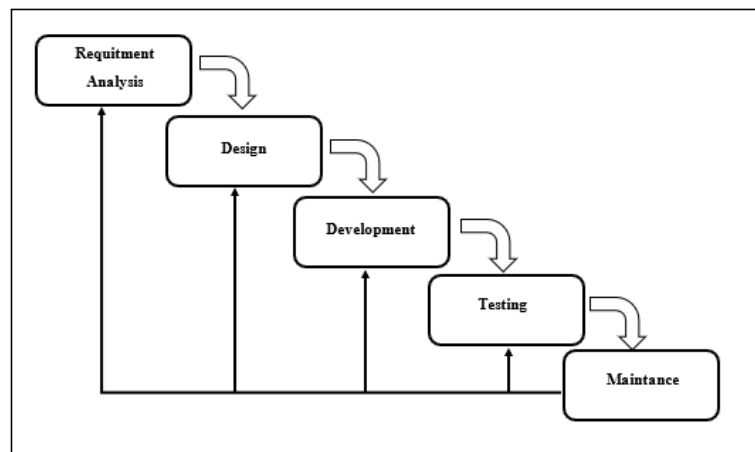 Requitment
Analysis
Design
Development
Testing
Maintance